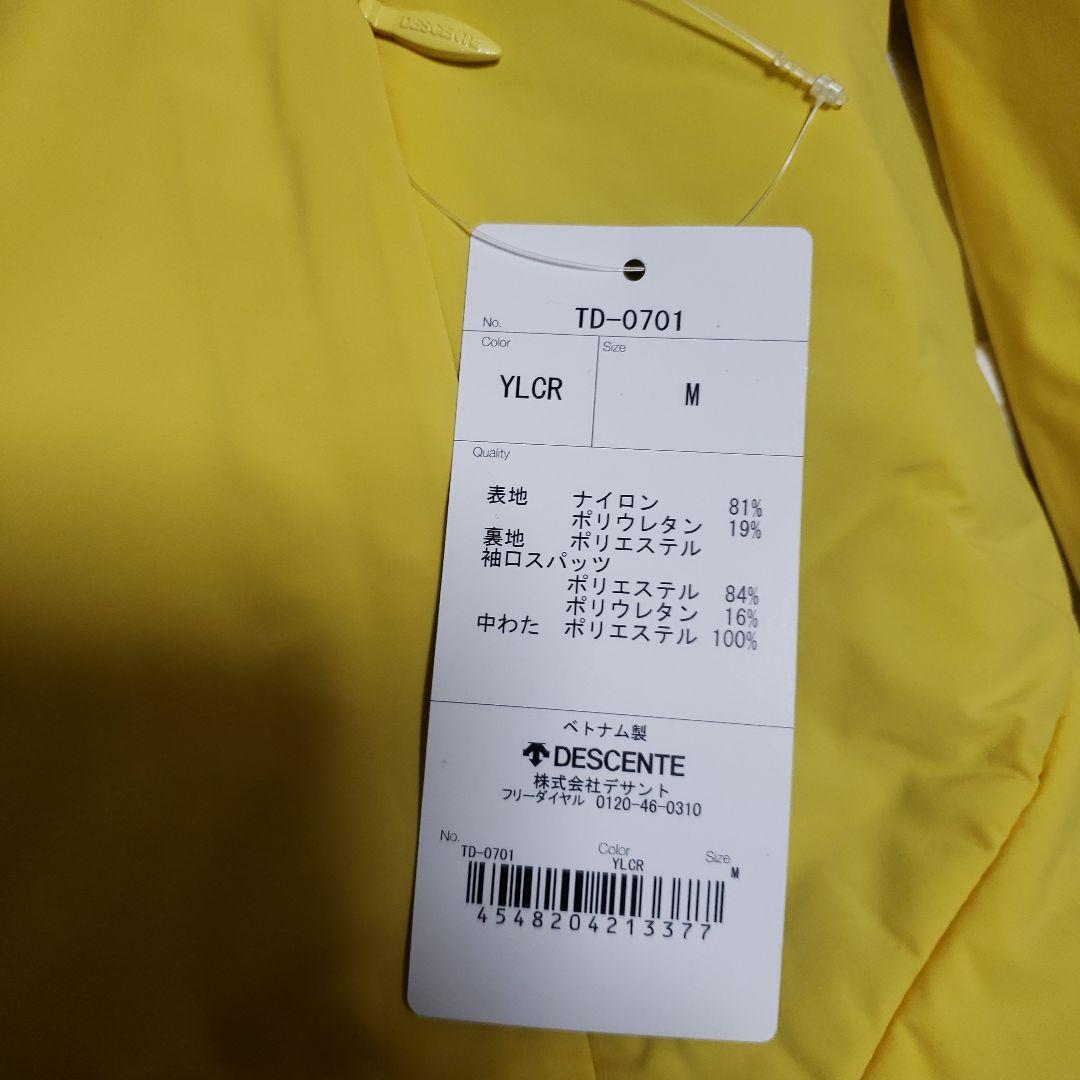 DESCENTE
No. TD-0701
Color Size
YLCR M
Quality
表地 ナイロン 81%
ポリウレタン 19%
裏地 ポリエステル
袖口スパッツ
ポリエステル 84%
ポリウレタン 16%
中わた ポリエステル 100%
ベトナム製
DESCENTE
株式会社デサント
フリーダイヤル 0120-46-0310
No. Color Size
TD-0701 YLCR M
4548204213377